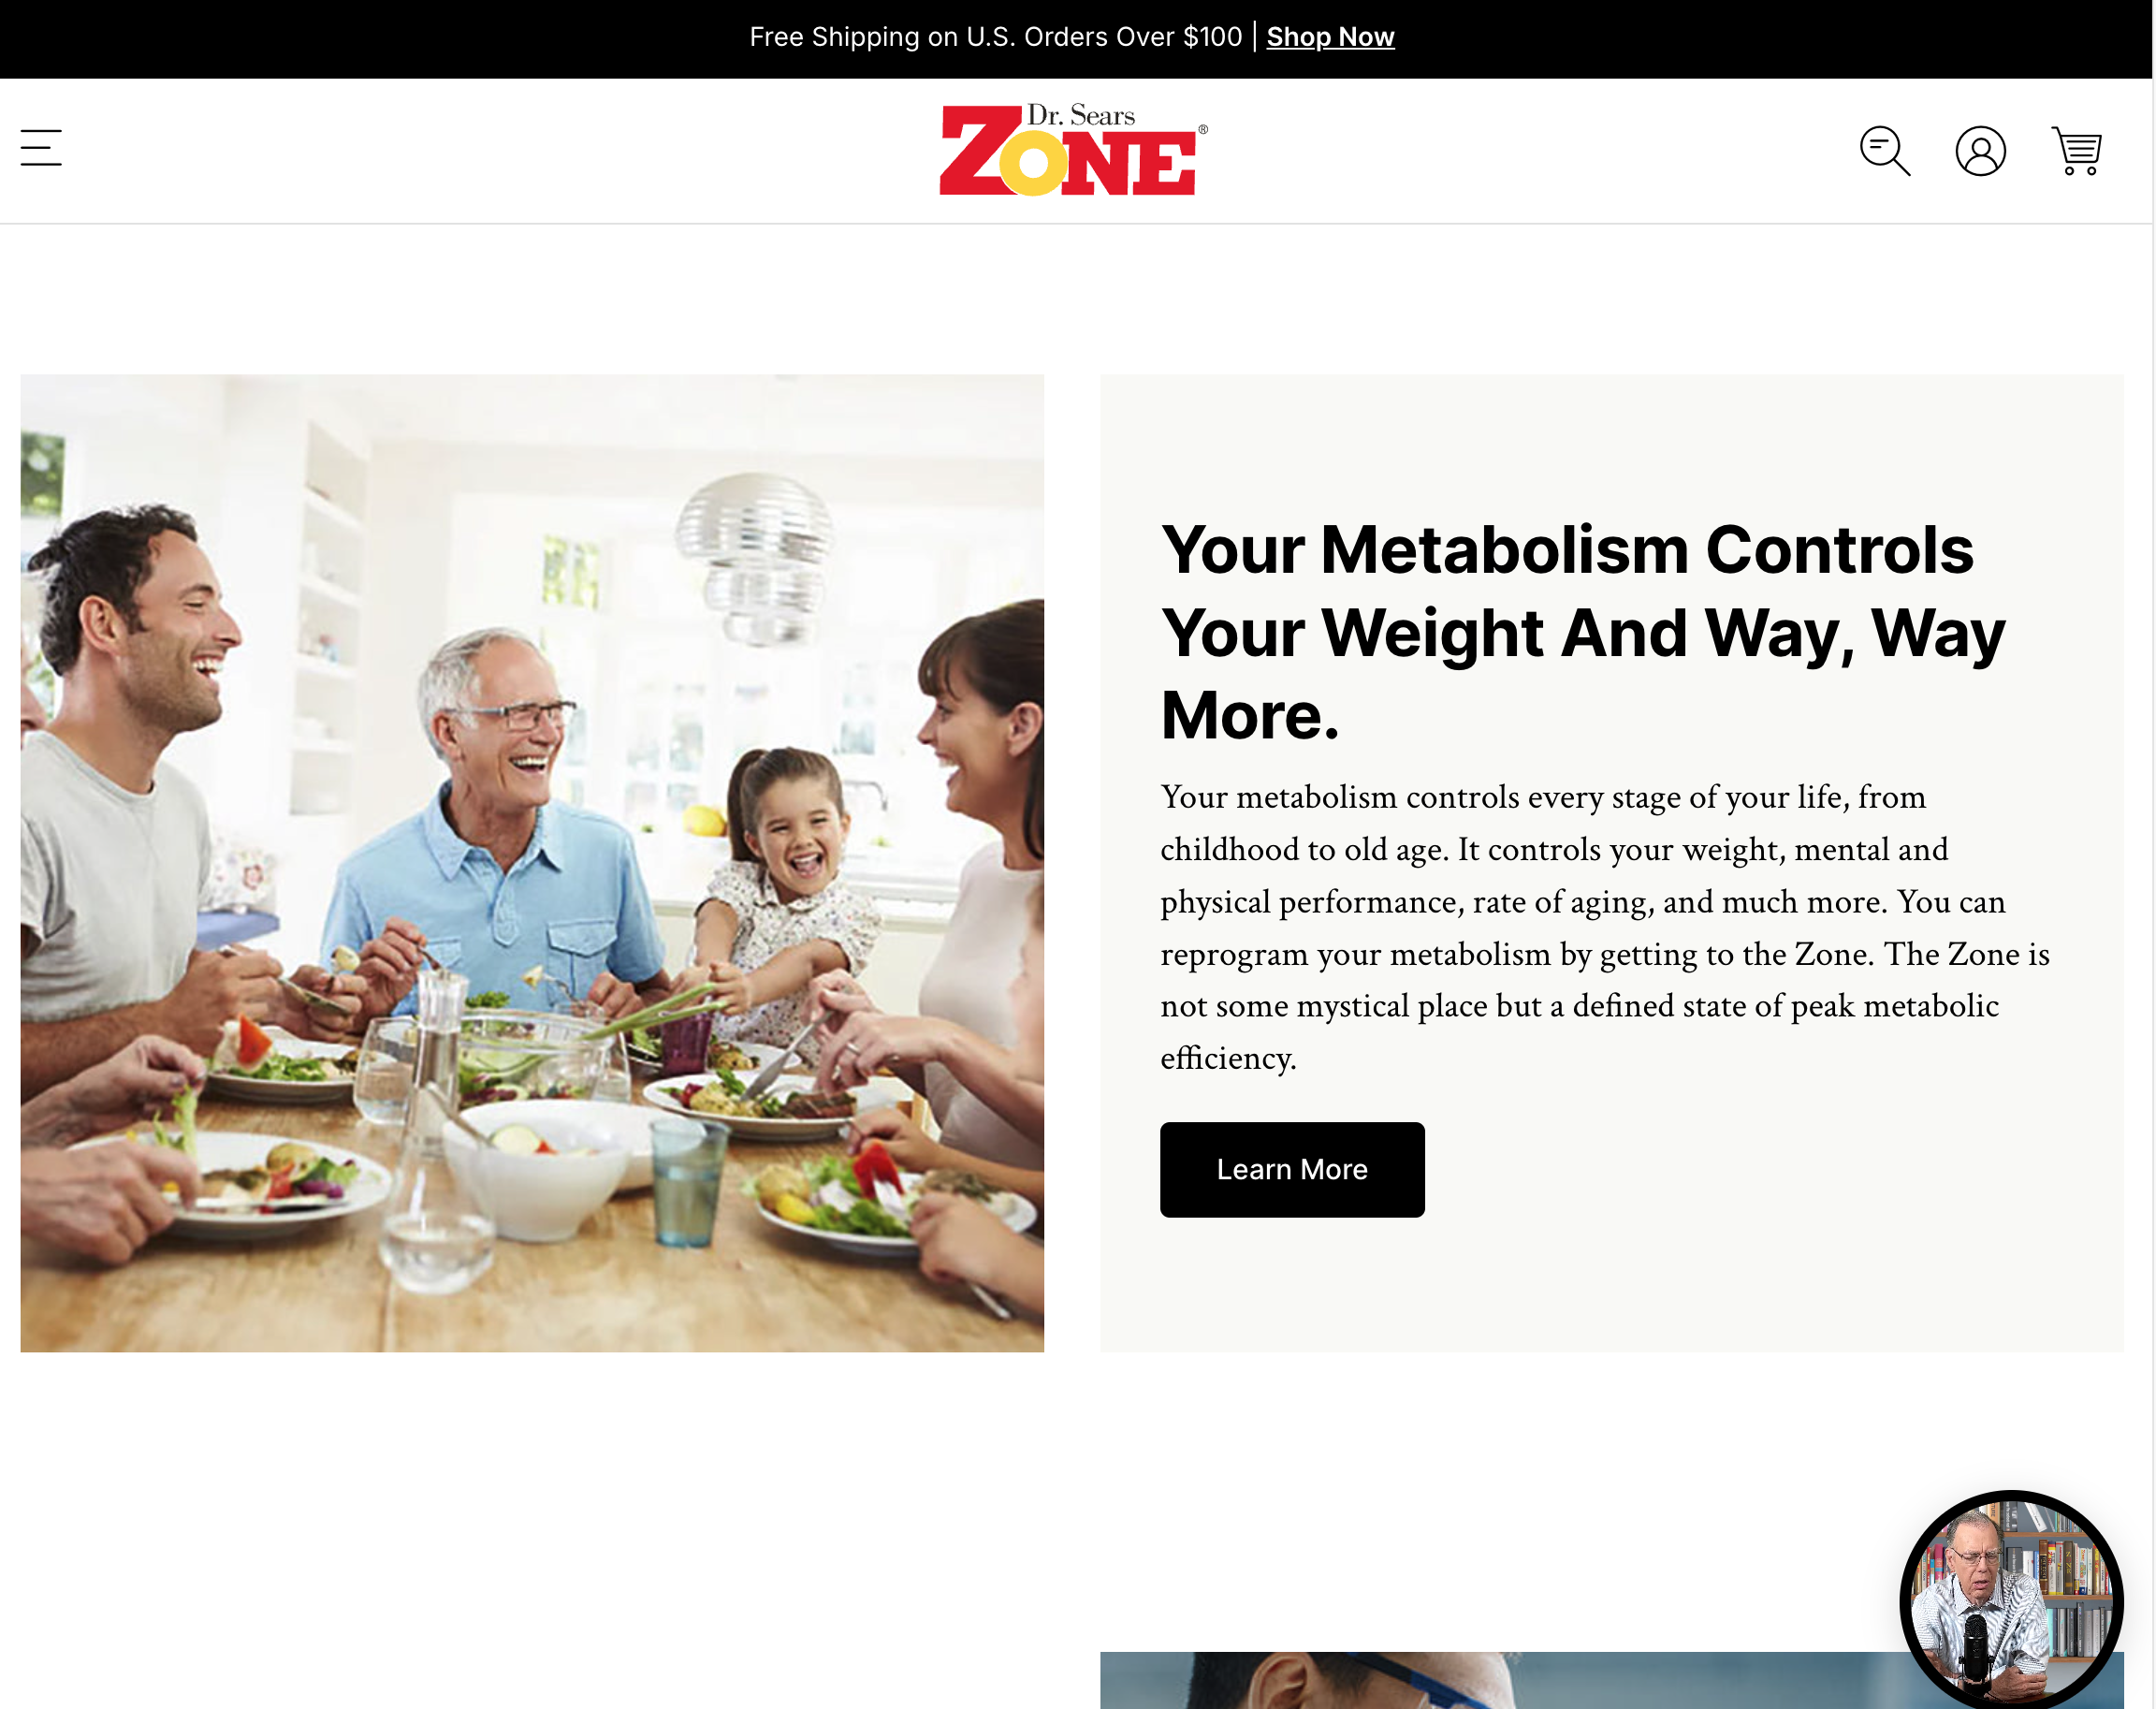 Free Shipping on U.S. Orders Over $100 | Shop Now
Dr. Sears
ZONE®
Your Metabolism Controls
Your Weight And Way, Way
More.
Your metabolism controls every stage of your life, from
childhood to old age. It controls your weight, mental and
physical performance, rate of aging, and much more. You can
reprogram your metabolism by getting to the Zone. The Zone is
not some mystical place but a defined state of peak metabolic
efficiency.
Learn More